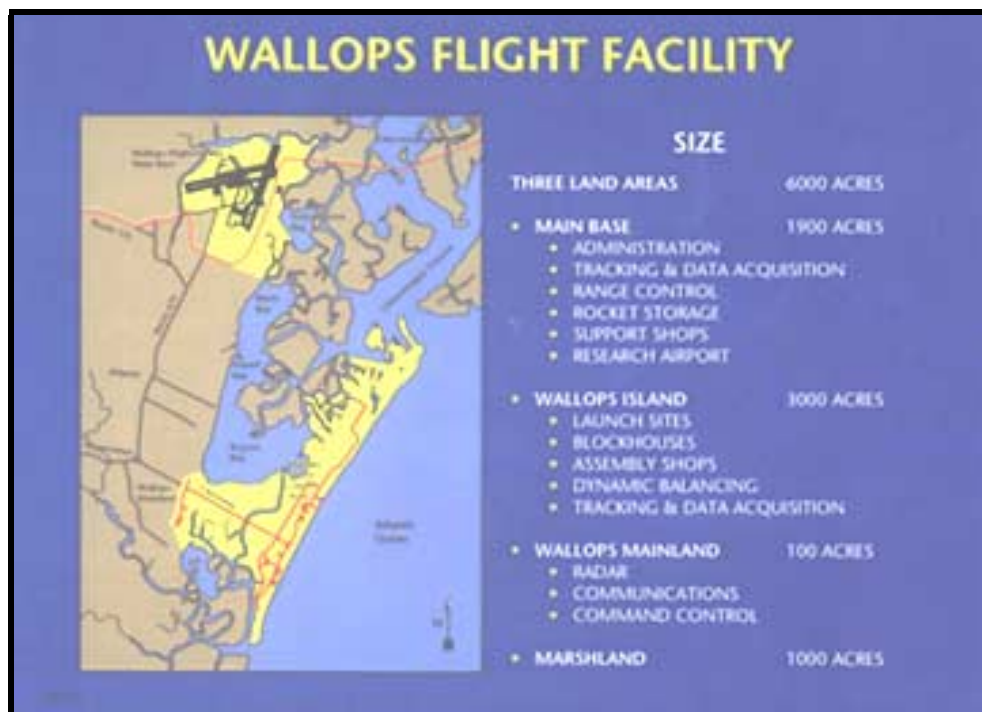 WALLOPS FLIGHT FACILITY
SIZE
THREE LAND AREAS 6000 ACRES
• MAIN BASE 1900 ACRES
• ADMINISTRATION
• TRACKING & DATA ACQUISITION
• RANGE CONTROL
• ROCKET STORAGE
• SUPPORT SHOPS
• RESEARCH AIRPORT
• WALLOPS ISLAND 3000 ACRES
• LAUNCH SITES
• BLOCKHOUSES
• ASSEMBLY SHOPS
• DYNAMIC BALANCING
• TRACKING & DATA ACQUISITION
• WALLOPS MAINLAND 100 ACRES
• RADAR
• COMMUNICATIONS
• COMMAND CONTROL
• MARSHLAND 1000 ACRES
Atlantic
Ocean